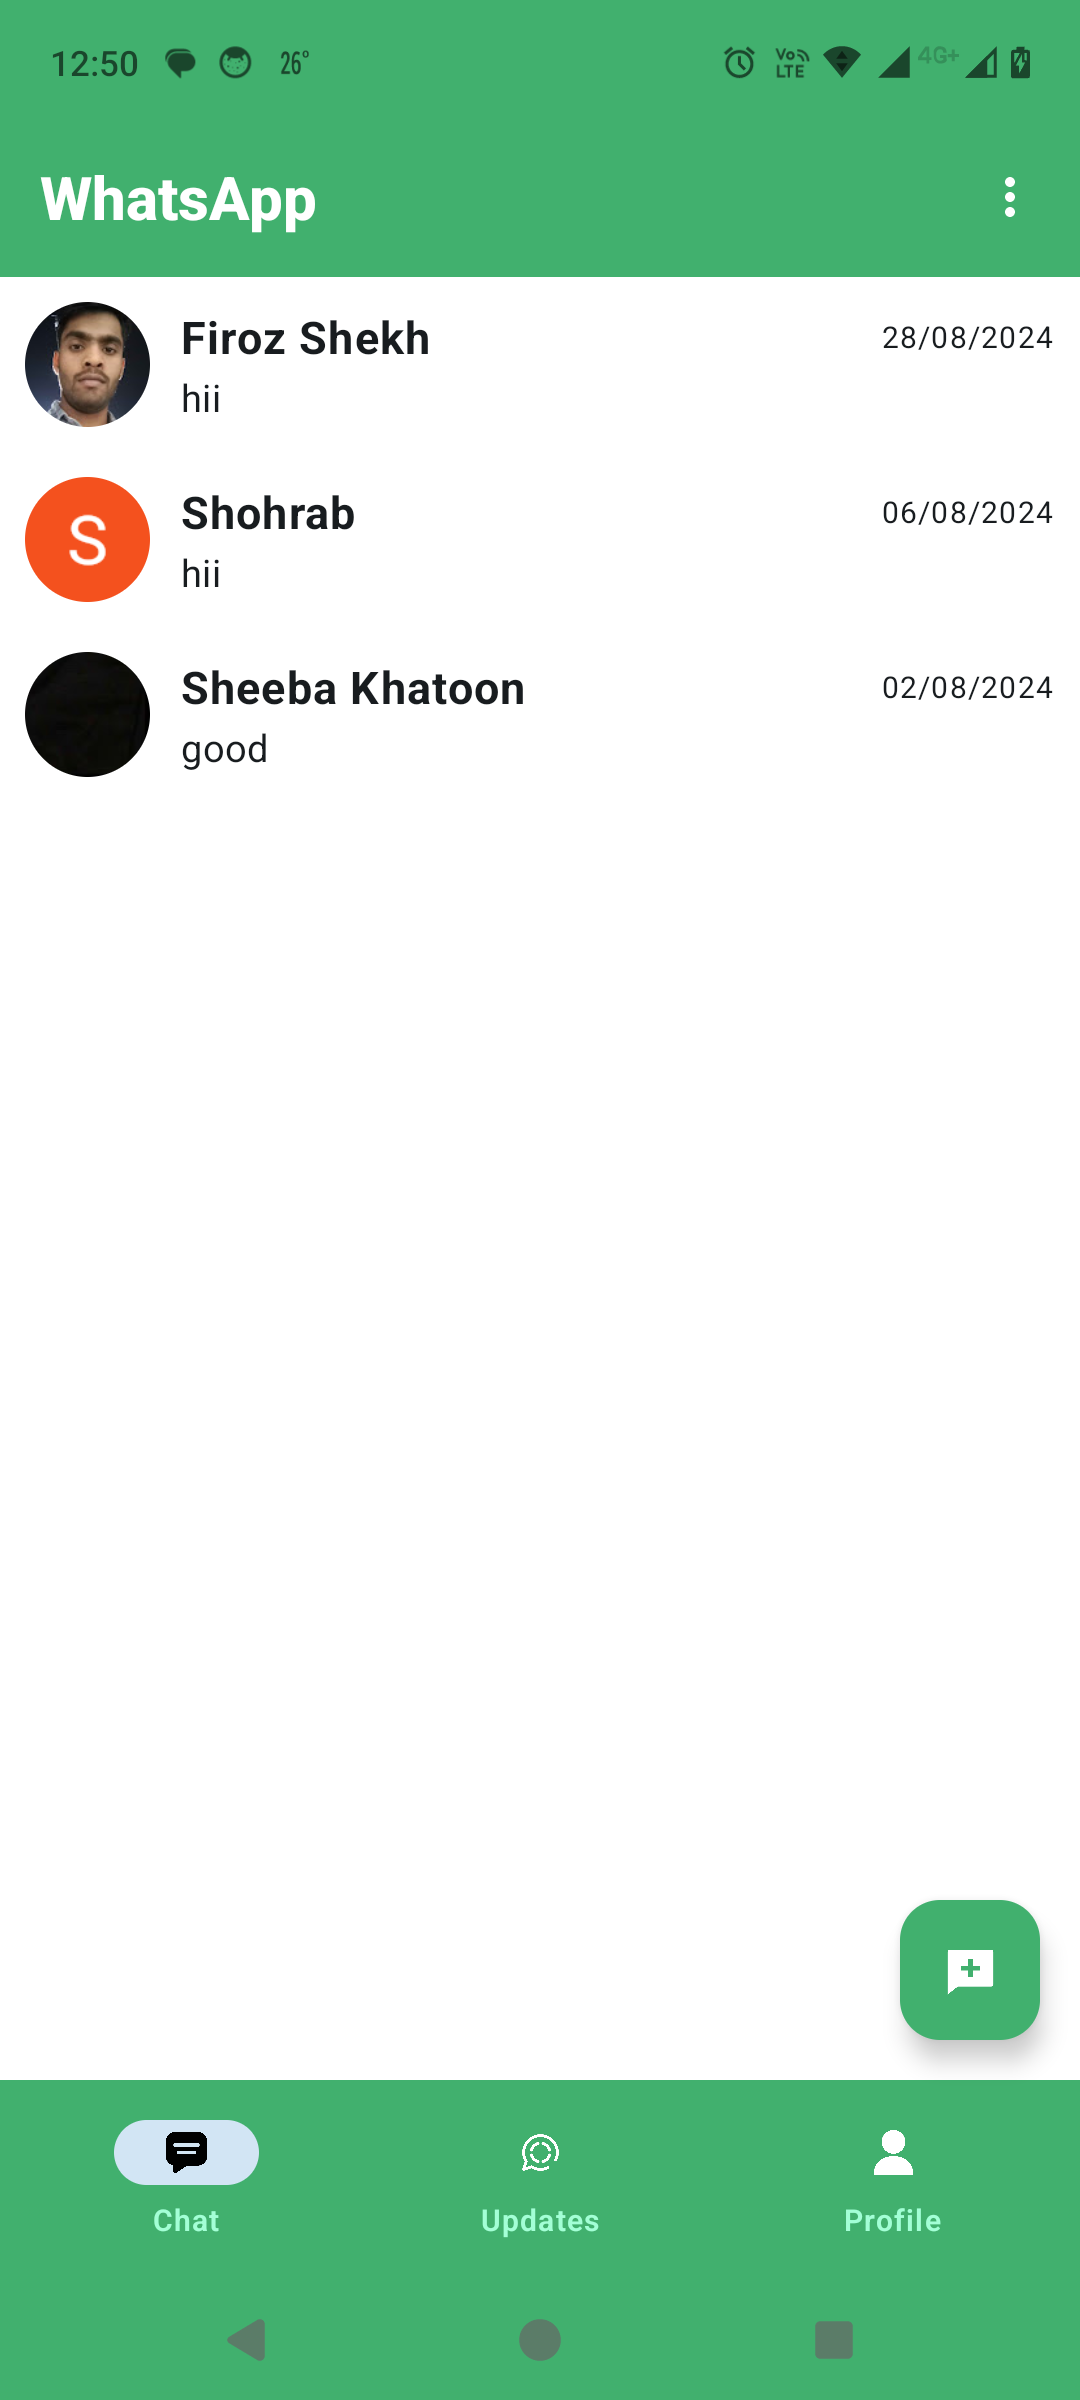 12:50 26° Vo LTE 4G+
WhatsApp
Firoz Shekh 28/08/2024
hii
S Shohrab 06/08/2024
hii
Sheeba Khatoon 02/08/2024
good
Chat Updates Profile